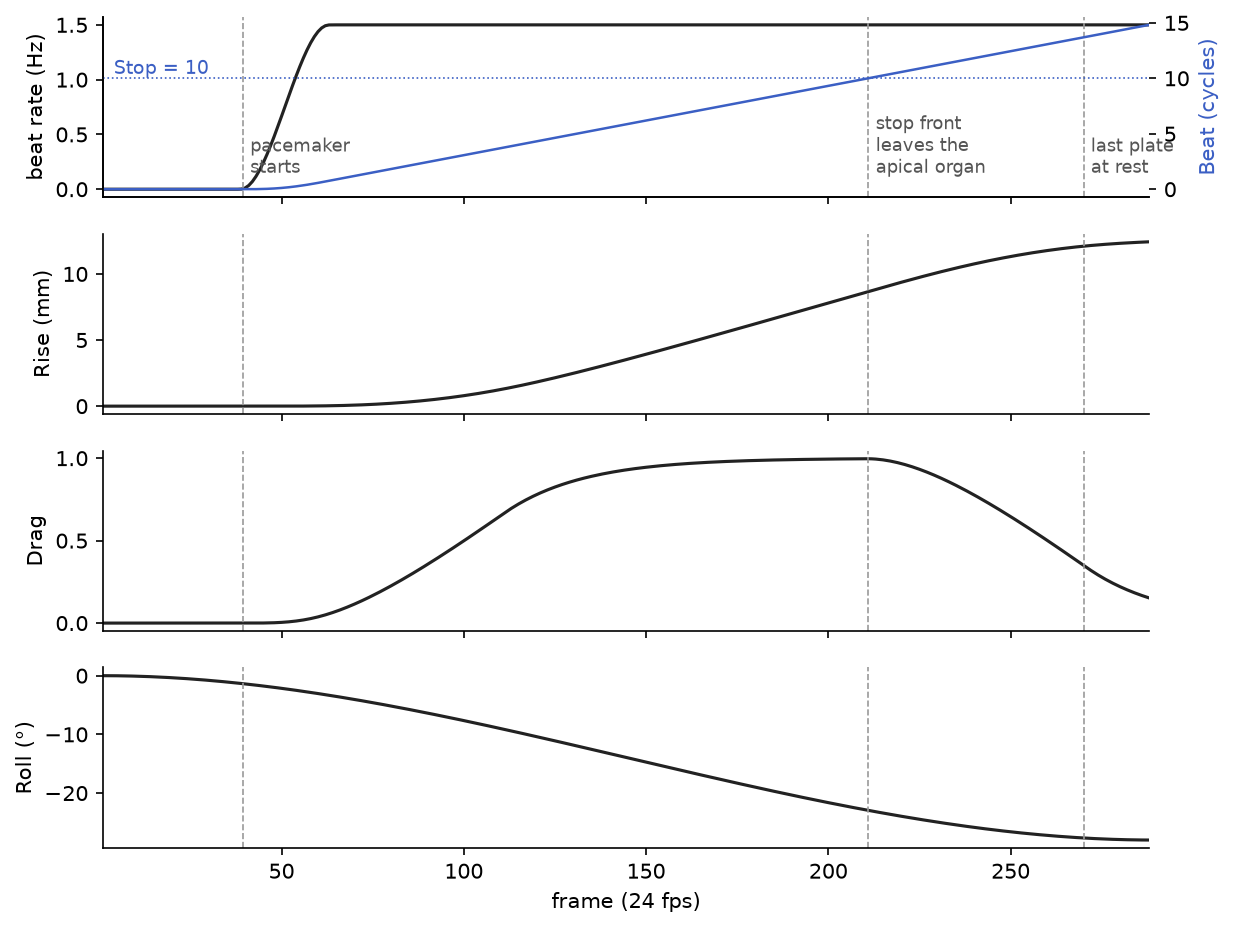 beat rate (Hz)
1.5
1.0
0.5
0.0
Stop = 10
pacemaker
starts
stop front
leaves the
apical organ
last plate
at rest
15
10
5
0
Beat (cycles)
Rise (mm)
10
5
0
Drag
1.0
0.5
0.0
Roll (°)
0
−10
−20
50 100 150 200 250
frame (24 fps)